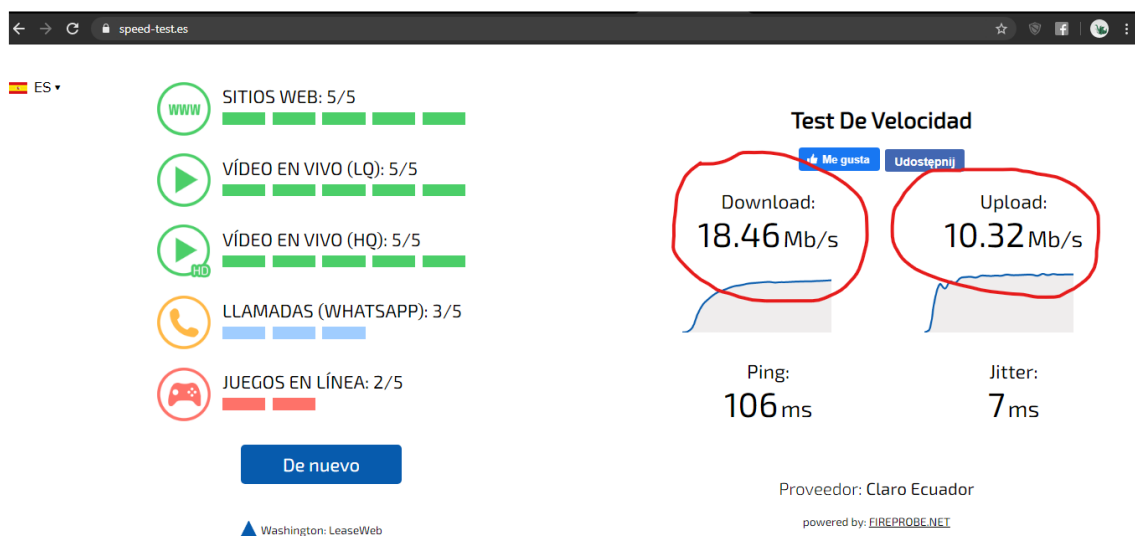 speed-test.es
ES
www
SITIOS WEB: 5/5
VÍDEO EN VIVO (LQ): 5/5
VÍDEO EN VIVO (HQ): 5/5
HD
LLAMADAS (WHATSAPP): 3/5
JUEGOS EN LÍNEA: 2/5
De nuevo
Washington: LeaseWeb
Test De Velocidad
Me gusta
Udostępnij
Download:
18.46 Mb/s
Upload:
10.32 Mb/s
Ping:
106 ms
Jitter:
7 ms
Proveedor: Claro Ecuador
powered by: FIREPROBE.NET